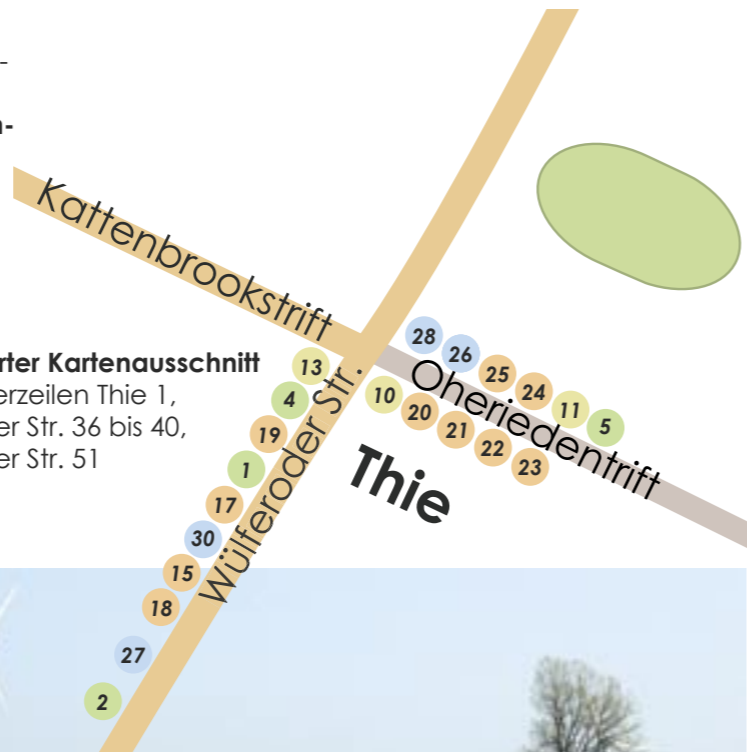 -
n-
Kattenbrookstrift
rter Kartenausschnitt
erzeilen Thie 1,
er Str. 36 bis 40,
er Str. 51
Wülferoder Str.
Oheriedentrift
Thie
28
26
25
24
11
5
10
20
21
22
23
13
4
19
1
17
30
15
18
27
2